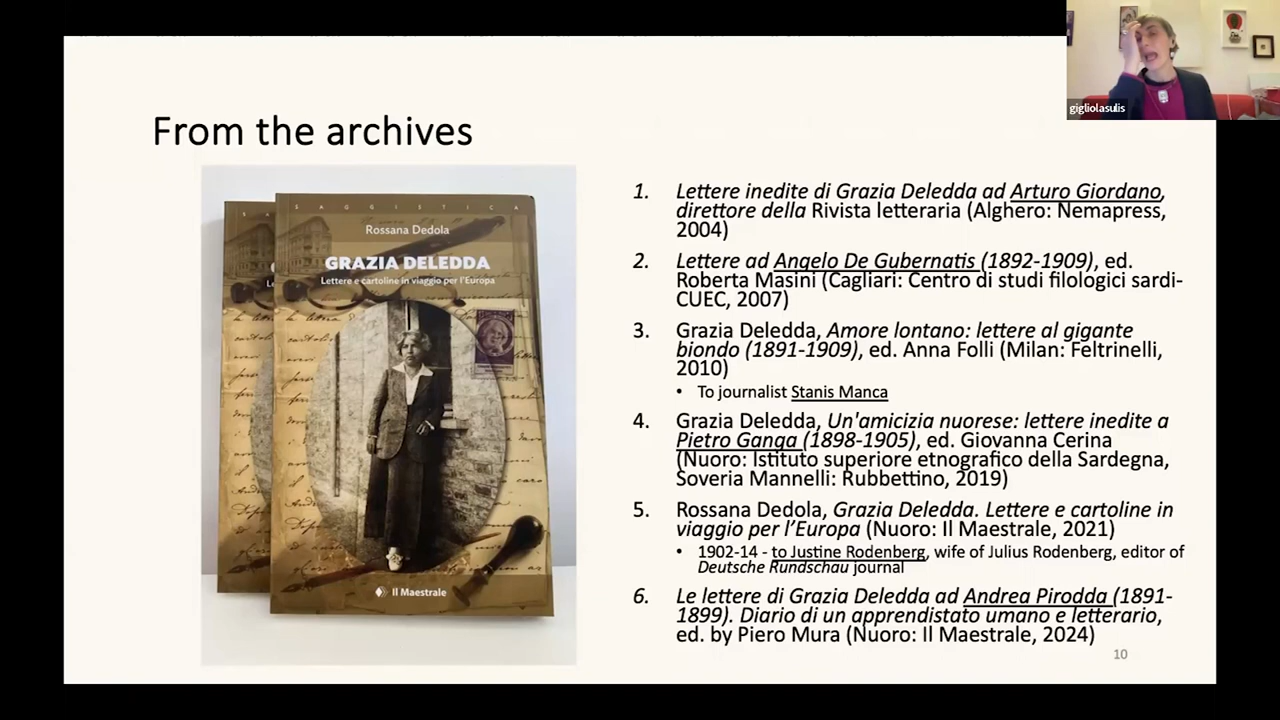 gigliolasulis
From the archives
SAGGISTICA
Rossana Dedola
GRAZIA DELEDDA
Lettere e cartoline in viaggio per l'Europa
Il Maestrale
1. Lettere inedite di Grazia Deledda ad Arturo Giordano,
direttore della Rivista letteraria (Alghero: Nemapress,
2004)
2. Lettere ad Angelo De Gubernatis (1892-1909), ed.
Roberta Masini (Cagliari: Centro di studi filologici sardi-
CUEC, 2007)
3. Grazia Deledda, Amore lontano: lettere al gigante
biondo (1891-1909), ed. Anna Folli (Milan: Feltrinelli,
2010)
• To journalist Stanis Manca
4. Grazia Deledda, Un'amicizia nuorese: lettere inedite a
Pietro Ganga (1898-1905), ed. Giovanna Cerina
(Nuoro: Istituto superiore etnografico della Sardegna,
Soveria Mannelli: Rubbettino, 2019)
5. Rossana Dedola, Grazia Deledda. Lettere e cartoline in
viaggio per l’Europa (Nuoro: Il Maestrale, 2021)
• 1902-14 - to Justine Rodenberg, wife of Julius Rodenberg, editor of
Deutsche Rundschau journal
6. Le lettere di Grazia Deledda ad Andrea Pirodda (1891-
1899). Diario di un apprendistato umano e letterario,
ed. by Piero Mura (Nuoro: Il Maestrale, 2024)
10